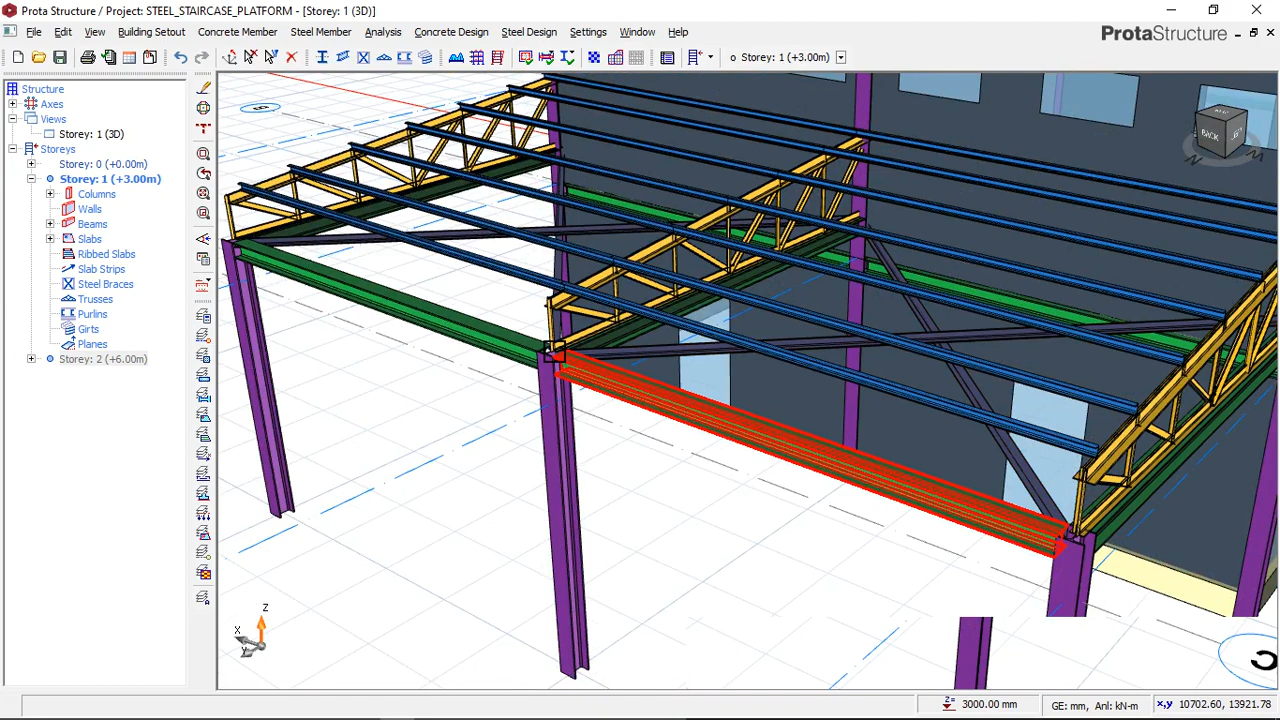 Prota Structure / Project: STEEL_STAIRCASE_PLATFORM - [Storey: 1 (3D)]
File Edit View Building Setout Concrete Member Steel Member Analysis Concrete Design Steel Design Settings Window Help
ProtaStructure
Storey: 1 (+3.00m)
Structure
Axes
Views
Storey: 1 (3D)
Storeys
Storey: 0 (+0.00m)
Storey: 1 (+3.00m)
Columns
Walls
Beams
Slabs
Ribbed Slabs
Slab Strips
Steel Braces
Trusses
Purlins
Girts
Planes
Storey: 2 (+6.00m)
BACK
Z
X
Y
C
Z= 3000.00 mm
GE: mm, Anl: kN-m
x,y 10702.60, 13921.78